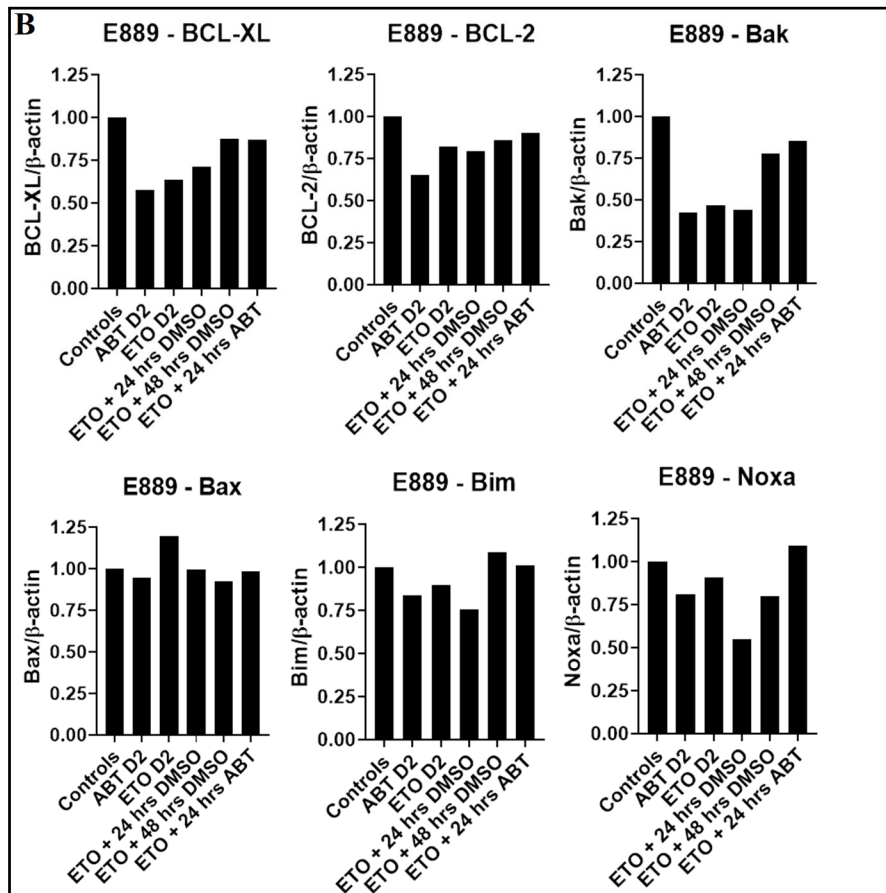 B
E889 - BCL-XL
BCL-XL/β-actin
1.25
1.00
0.75
0.50
0.25
0.00
Controls
ABT D2
ETO D2
ETO + 24 hrs DMSO
ETO + 48 hrs DMSO
ETO + 24 hrs ABT
E889 - BCL-2
BCL-2/β-actin
1.25
1.00
0.75
0.50
0.25
0.00
Controls
ABT D2
ETO D2
ETO + 24 hrs DMSO
ETO + 48 hrs DMSO
ETO + 24 hrs ABT
E889 - Bak
Bak/β-actin
1.25
1.00
0.75
0.50
0.25
0.00
Controls
ABT D2
ETO D2
ETO + 24 hrs DMSO
ETO + 48 hrs DMSO
ETO + 24 hrs ABT
E889 - Bax
Bax/β-actin
1.25
1.00
0.75
0.50
0.25
0.00
Controls
ABT D2
ETO D2
ETO + 24 hrs DMSO
ETO + 48 hrs DMSO
ETO + 24 hrs ABT
E889 - Bim
Bim/β-actin
1.25
1.00
0.75
0.50
0.25
0.00
Controls
ABT D2
ETO D2
ETO + 24 hrs DMSO
ETO + 48 hrs DMSO
ETO + 24 hrs ABT
E889 - Noxa
Noxa/β-actin
1.25
1.00
0.75
0.50
0.25
0.00
Controls
ABT D2
ETO D2
ETO + 24 hrs DMSO
ETO + 48 hrs DMSO
ETO + 24 hrs ABT